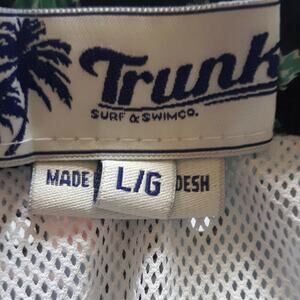 Trunk
SURF & SWIM CO.
MADE L/G DESH